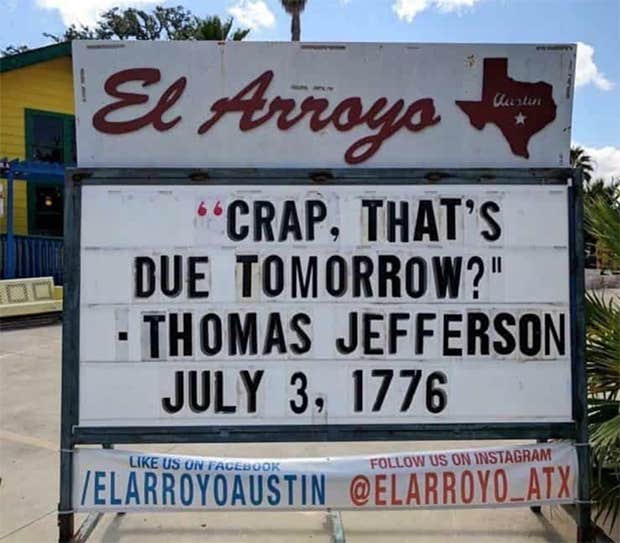 El Arroyo
Austin
“CRAP, THAT'S
DUE TOMORROW?"
- THOMAS JEFFERSON
JULY 3, 1776
LIKE US ON FACEBOOK
/ELARROYOAUSTIN
FOLLOW US ON INSTAGRAM
@ELARROYO_ATX